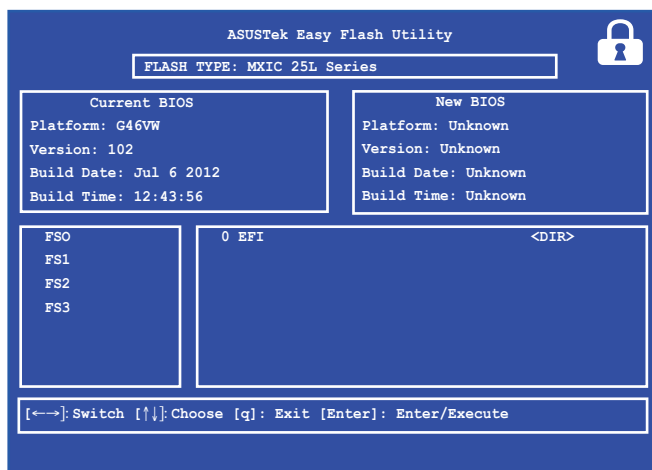 ASUSTek Easy Flash Utility
FLASH TYPE: MXIC 25L Series
Current BIOS
Platform: G46VW
Version: 102
Build Date: Jul 6 2012
Build Time: 12:43:56
New BIOS
Platform: Unknown
Version: Unknown
Build Date: Unknown
Build Time: Unknown
FSO
FS1
FS2
FS3
0 EFI <DIR>
[←→]: Switch [↑↓]: Choose [q]: Exit [Enter]: Enter/Execute